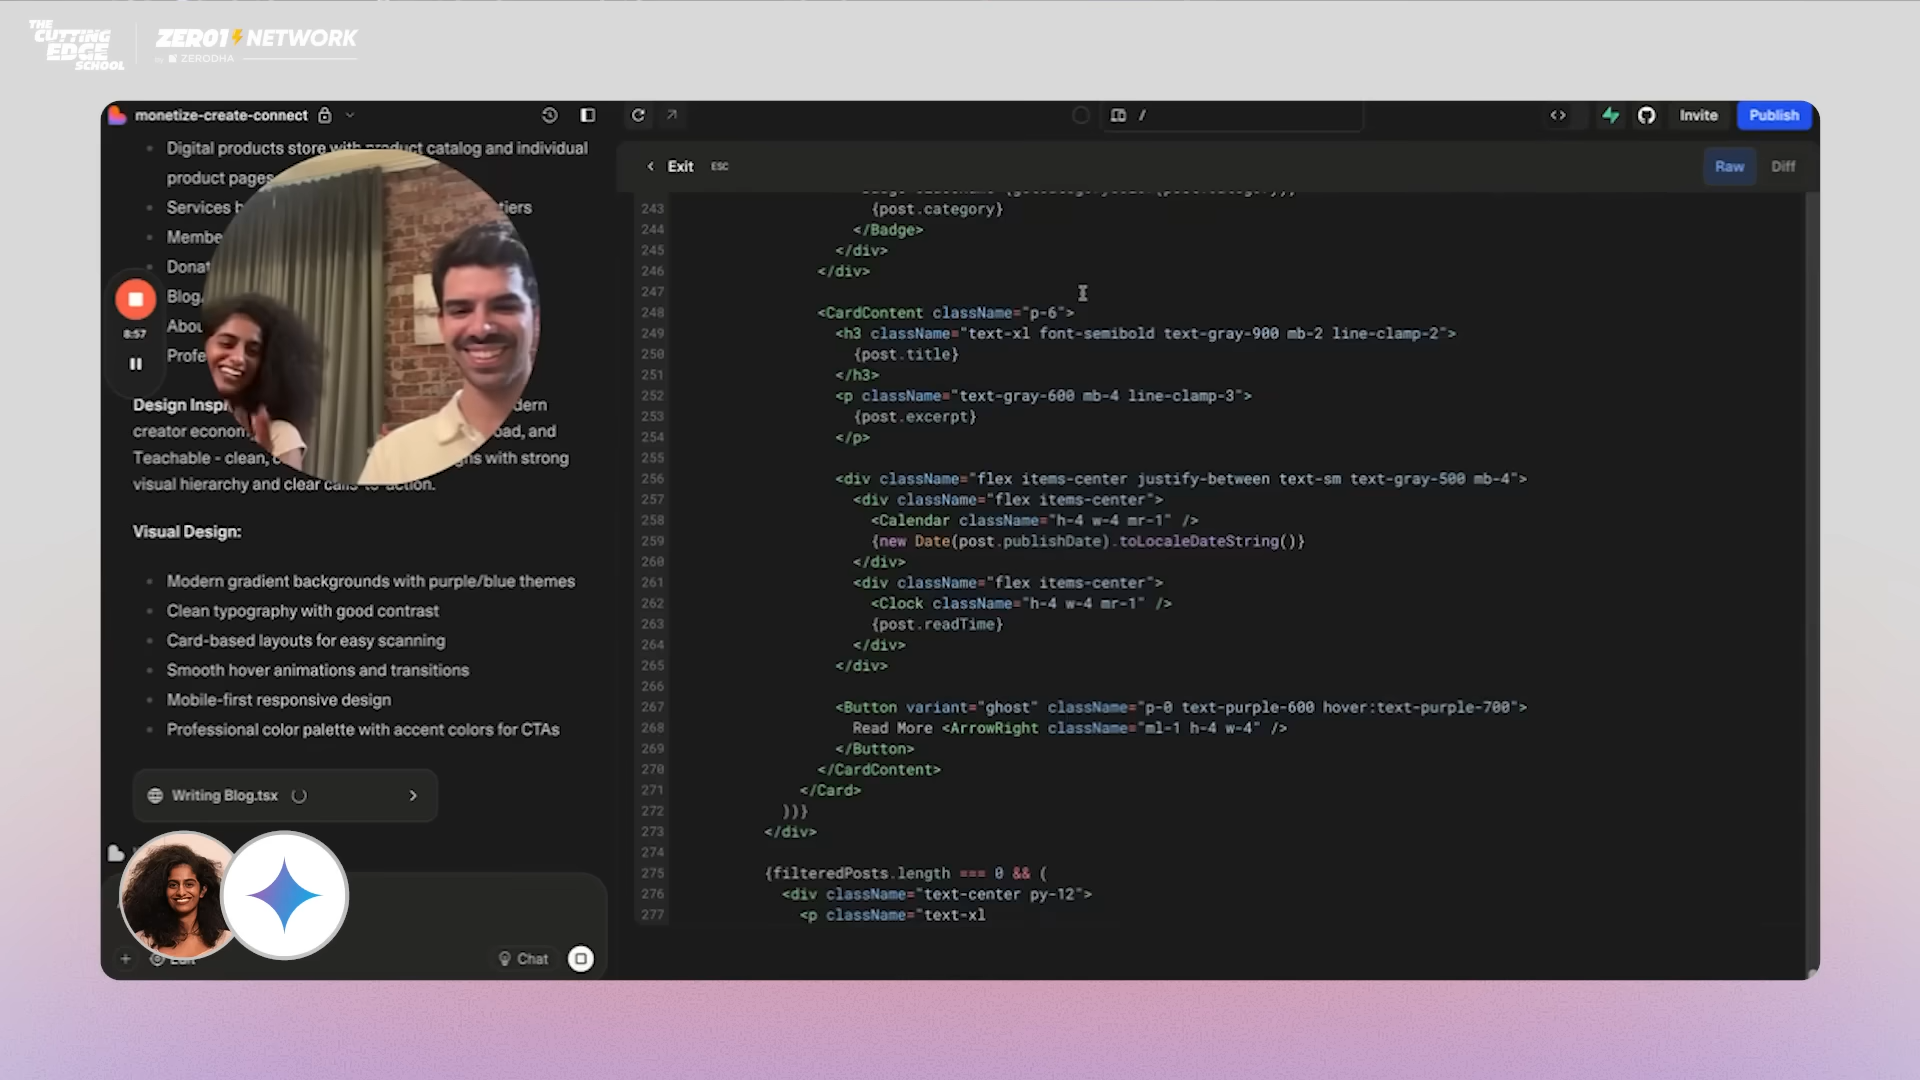 THE
CUTTING
EDGE
SCHOOL
ZERO1 NETWORK
by ZERODHA
monetize-create-connect
/
Invite
Publish
Digital products store with product catalog and individual
product pages
Services b
tiers
Membe
Donat
Blog
Abou
Profe
Design Inspi
dern
creator econom
oad, and
Teachable - clean, c
ns with strong
visual hierarchy and clear calls-to-action.
Visual Design:
Modern gradient backgrounds with purple/blue themes
Clean typography with good contrast
Card-based layouts for easy scanning
Smooth hover animations and transitions
Mobile-first responsive design
Professional color palette with accent colors for CTAs
Writing Blog.tsx
Edit
Chat
8:57
Exit ESC
Raw
Diff
243 {post.category}
244 </Badge>
245 </div>
246 </div>
247
248 <CardContent className="p-6">
249 <h3 className="text-xl font-semibold text-gray-900 mb-2 line-clamp-2">
250 {post.title}
251 </h3>
252 <p className="text-gray-600 mb-4 line-clamp-3">
253 {post.excerpt}
254 </p>
255
256 <div className="flex items-center justify-between text-sm text-gray-500 mb-4">
257 <div className="flex items-center">
258 <Calendar className="h-4 w-4 mr-1" />
259 {new Date(post.publishDate).toLocaleDateString()}
260 </div>
261 <div className="flex items-center">
262 <Clock className="h-4 w-4 mr-1" />
263 {post.readTime}
264 </div>
265 </div>
266
267 <Button variant="ghost" className="p-0 text-purple-600 hover:text-purple-700">
268 Read More <ArrowRight className="ml-1 h-4 w-4" />
269 </Button>
270 </CardContent>
271 </Card>
272 ))}
273 </div>
274
275 {filteredPosts.length === 0 && (
276 <div className="text-center py-12">
277 <p className="text-xl